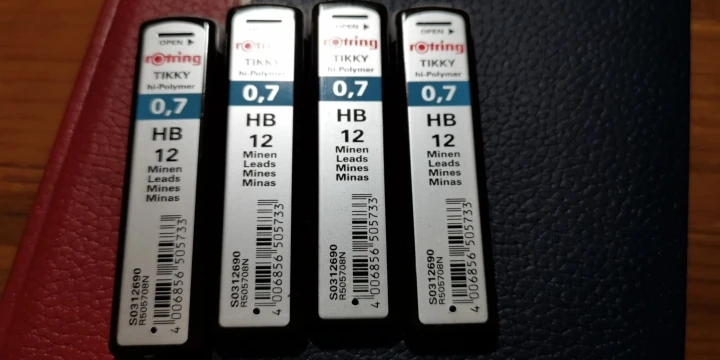 OPEN
rotring
TIKKY
hi-Polymer
0,7
HB
12
Minen
Leads
Mines
Minas
S0312690
R505708N
4 006856 505733
OPEN
rotring
TIKKY
hi-Polymer
0,7
HB
12
Minen
Leads
Mines
Minas
S0312690
R505708N
4 006856 505733
OPEN
rotring
TIKKY
hi-Polymer
0,7
HB
12
Minen
Leads
Mines
Minas
S0312690
R505708N
4 006856 505733
OPEN
rotring
TIKKY
hi-Polymer
0,7
HB
12
Minen
Leads
Mines
Minas
S0312690
R505708N
4 006856 505733